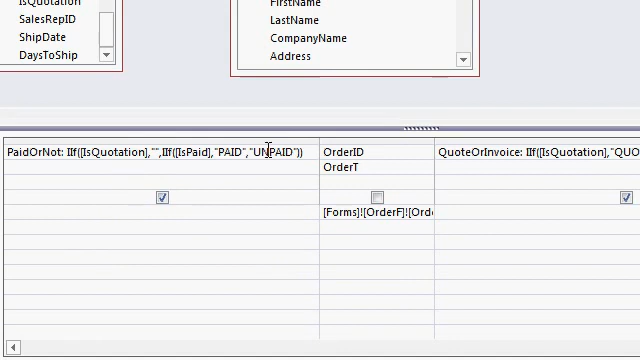 IsQuotation
SalesRepID
ShipDate
DaysToShip
FirstName
LastName
CompanyName
Address
PaidOrNot: IIf([IsQuotation],"",IIf([IsPaid],"PAID","UNPAID"))
OrderID
QuoteOrInvoice: IIf([IsQuotation],"QUO
OrderT
[Forms]![OrderF]![Orde